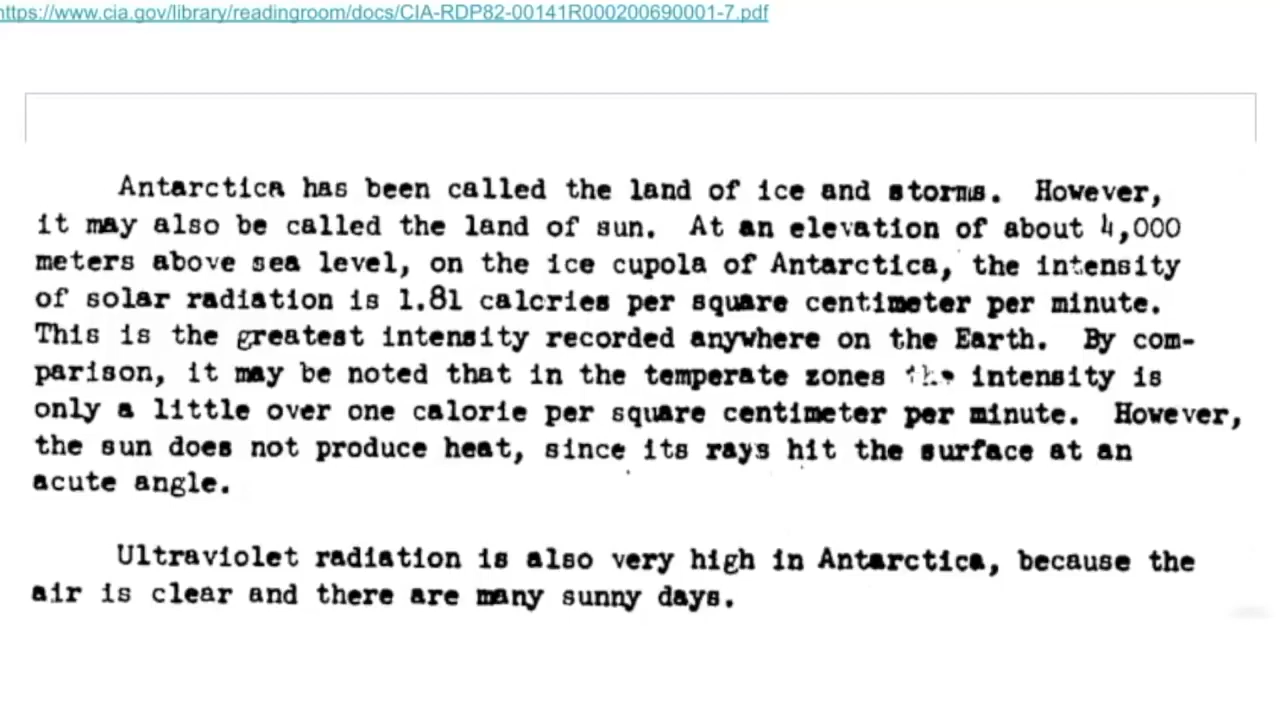 https://www.cia.gov/library/readingroom/docs/CIA-RDP82-00141R000200690001-7.pdf
Antarctica has been called the land of ice and storms. However,
it may also be called the land of sun. At an elevation of about 4,000
meters above sea level, on the ice cupola of Antarctica, the intensity
of solar radiation is 1.81 calcries per square centimeter per minute.
This is the greatest intensity recorded anywhere on the Earth. By com-
parison, it may be noted that in the temperate zones the intensity is
only a little over one calorie per square centimeter per minute. However,
the sun does not produce heat, since its rays hit the surface at an
acute angle.
Ultraviolet radiation is also very high in Antarctica, because the
air is clear and there are many sunny days.